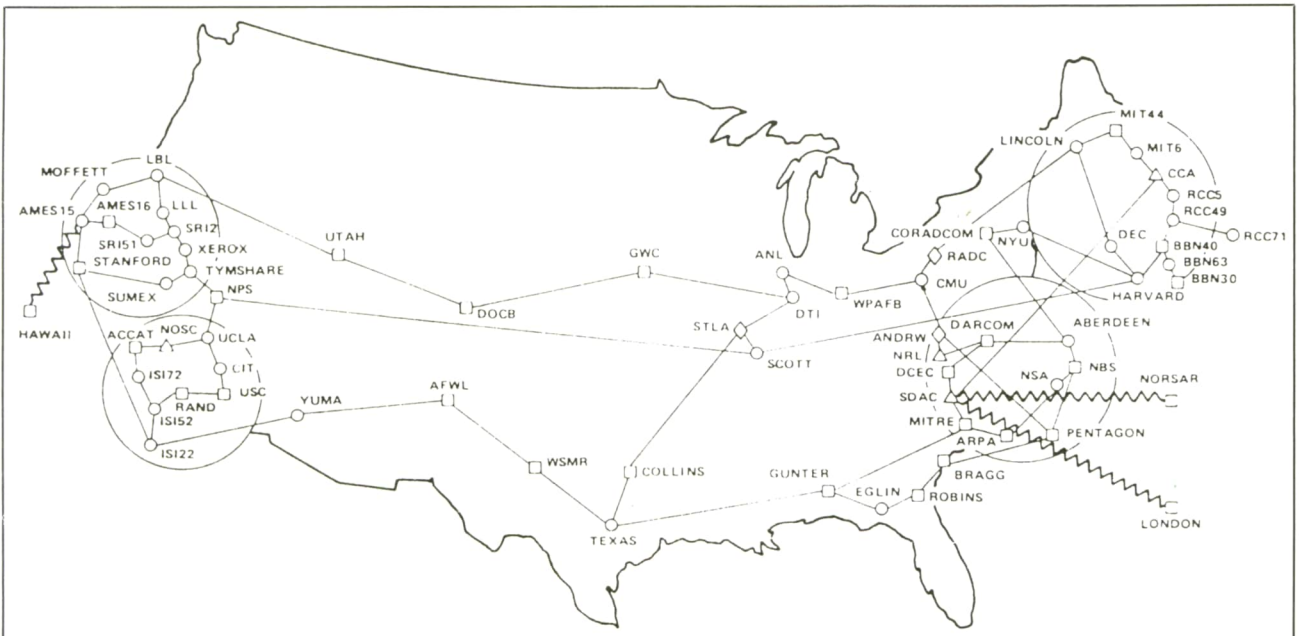 MIT44
LINCOLN
MIT6
MOFFETT
LBL
CCA
RCC5
AMES15
AMES16
LLL
RCC49
SRI2
SRI51
UTAH
CORADCOM
NYU
DEC
RCC71
XEROX
GWC
ANL
RADC
BBN40
STANFORD
TYMSHARE
BBN63
SUMEX
NPS
CMU
BBN30
WPAFB
HARVARD
HAWAII
DOCB
DTI
ACCAT
NOSC
UCLA
STLA
ANDRW
DARCOM
ABERDEEN
SCOTT
NRL
CIT
DCEC
NSA
NBS
ISI72
AFWL
NORSAR
RAND
USC
YUMA
SDAC
ISI52
MITRE
ARPA
PENTAGON
ISI22
WSMR
COLLINS
GUNTER
BRAGG
EGLIN
ROBINS
TEXAS
LONDON